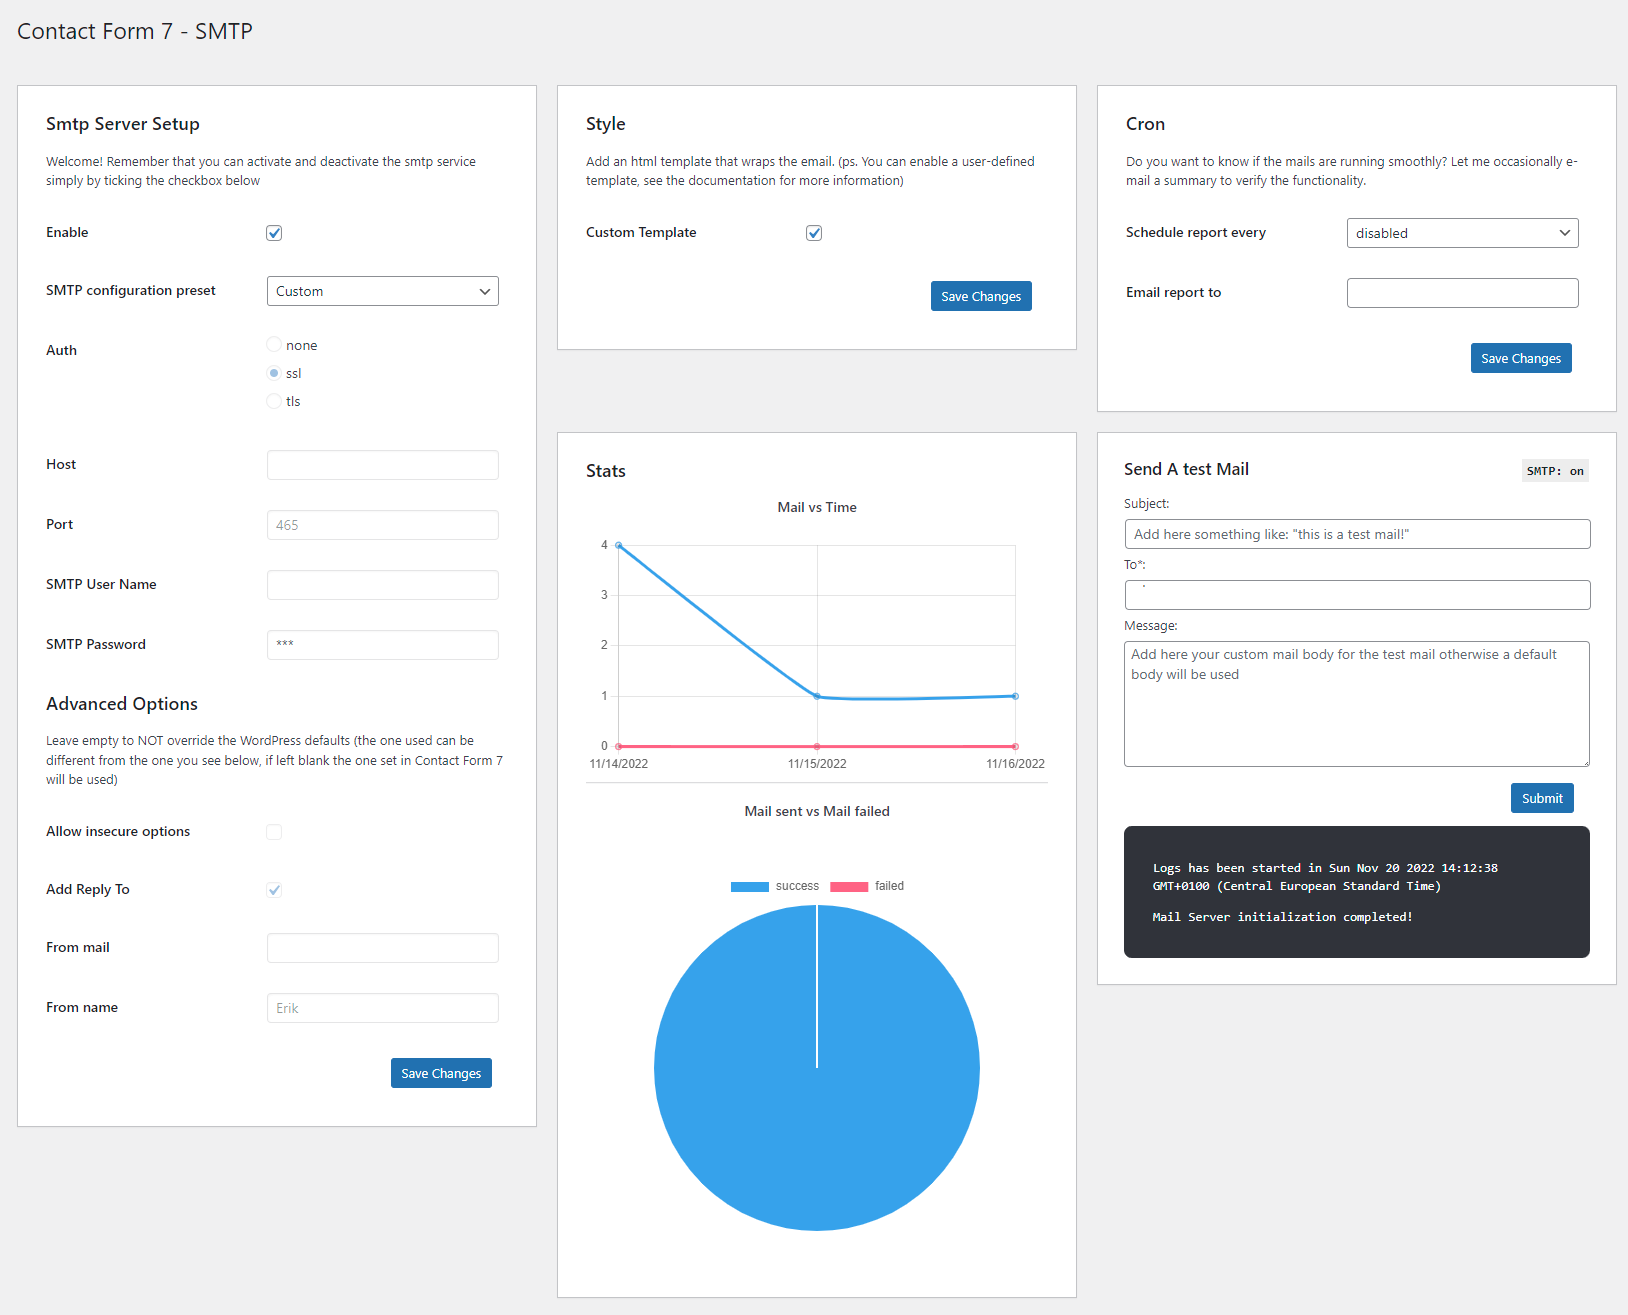 Contact Form 7 - SMTP
Smtp Server Setup
Welcome! Remember that you can activate and deactivate the smtp service
simply by ticking the checkbox below
Enable
SMTP configuration preset
Custom
Auth
none
ssl
tls
Host
Port
465
SMTP User Name
SMTP Password
***
Advanced Options
Leave empty to NOT override the WordPress defaults (the one used can be
different from the one you see below, if left blank the one set in Contact Form 7
will be used)
Allow insecure options
Add Reply To
From mail
From name
Erik
Save Changes
Style
Add an html template that wraps the email. (ps. You can enable a user-defined
template, see the documentation for more information)
Custom Template
Save Changes
Stats
Mail vs Time
4
3
2
1
0
11/14/2022
11/15/2022
11/16/2022
Mail sent vs Mail failed
success
failed
Cron
Do you want to know if the mails are running smoothly? Let me occasionally e-
mail a summary to verify the functionality.
Schedule report every
disabled
Email report to
Save Changes
Send A test Mail
SMTP: on
Subject:
Add here something like: "this is a test mail!"
To*:
Message:
Add here your custom mail body for the test mail otherwise a default
body will be used
Submit
Logs has been started in Sun Nov 20 2022 14:12:38
GMT+0100 (Central European Standard Time)
Mail Server initialization completed!